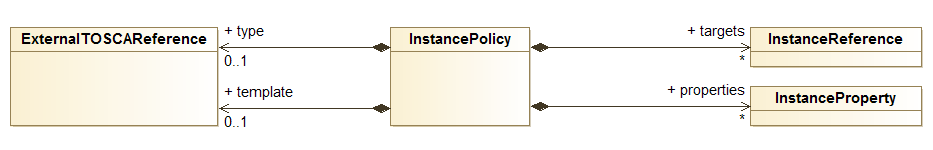 ExternalTOSCAReference
+ type
0..1
+ template
0..1
InstancePolicy
+ targets
*
+ properties
*
InstanceReference
InstanceProperty